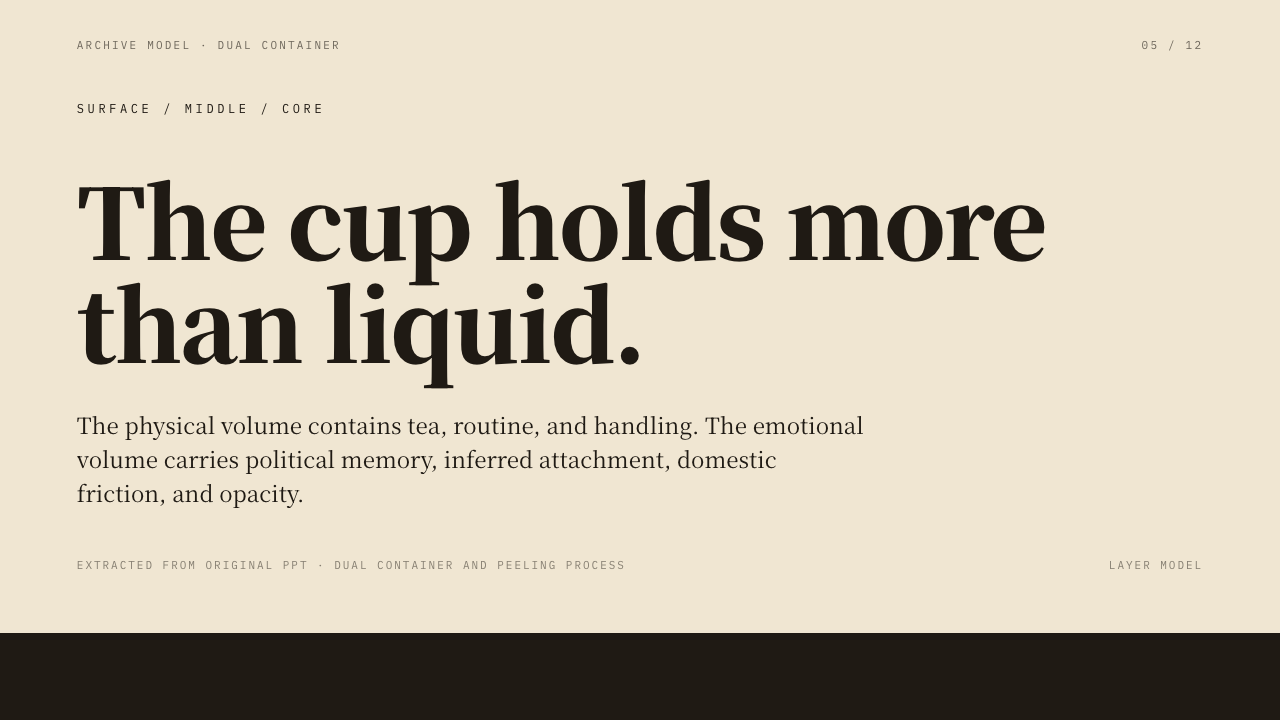 ARCHIVE MODEL · DUAL CONTAINER
05 / 12
SURFACE / MIDDLE / CORE
The cup holds more
than liquid.
The physical volume contains tea, routine, and handling. The emotional
volume carries political memory, inferred attachment, domestic
friction, and opacity.
EXTRACTED FROM ORIGINAL PPT · DUAL CONTAINER AND PEELING PROCESS
LAYER MODEL